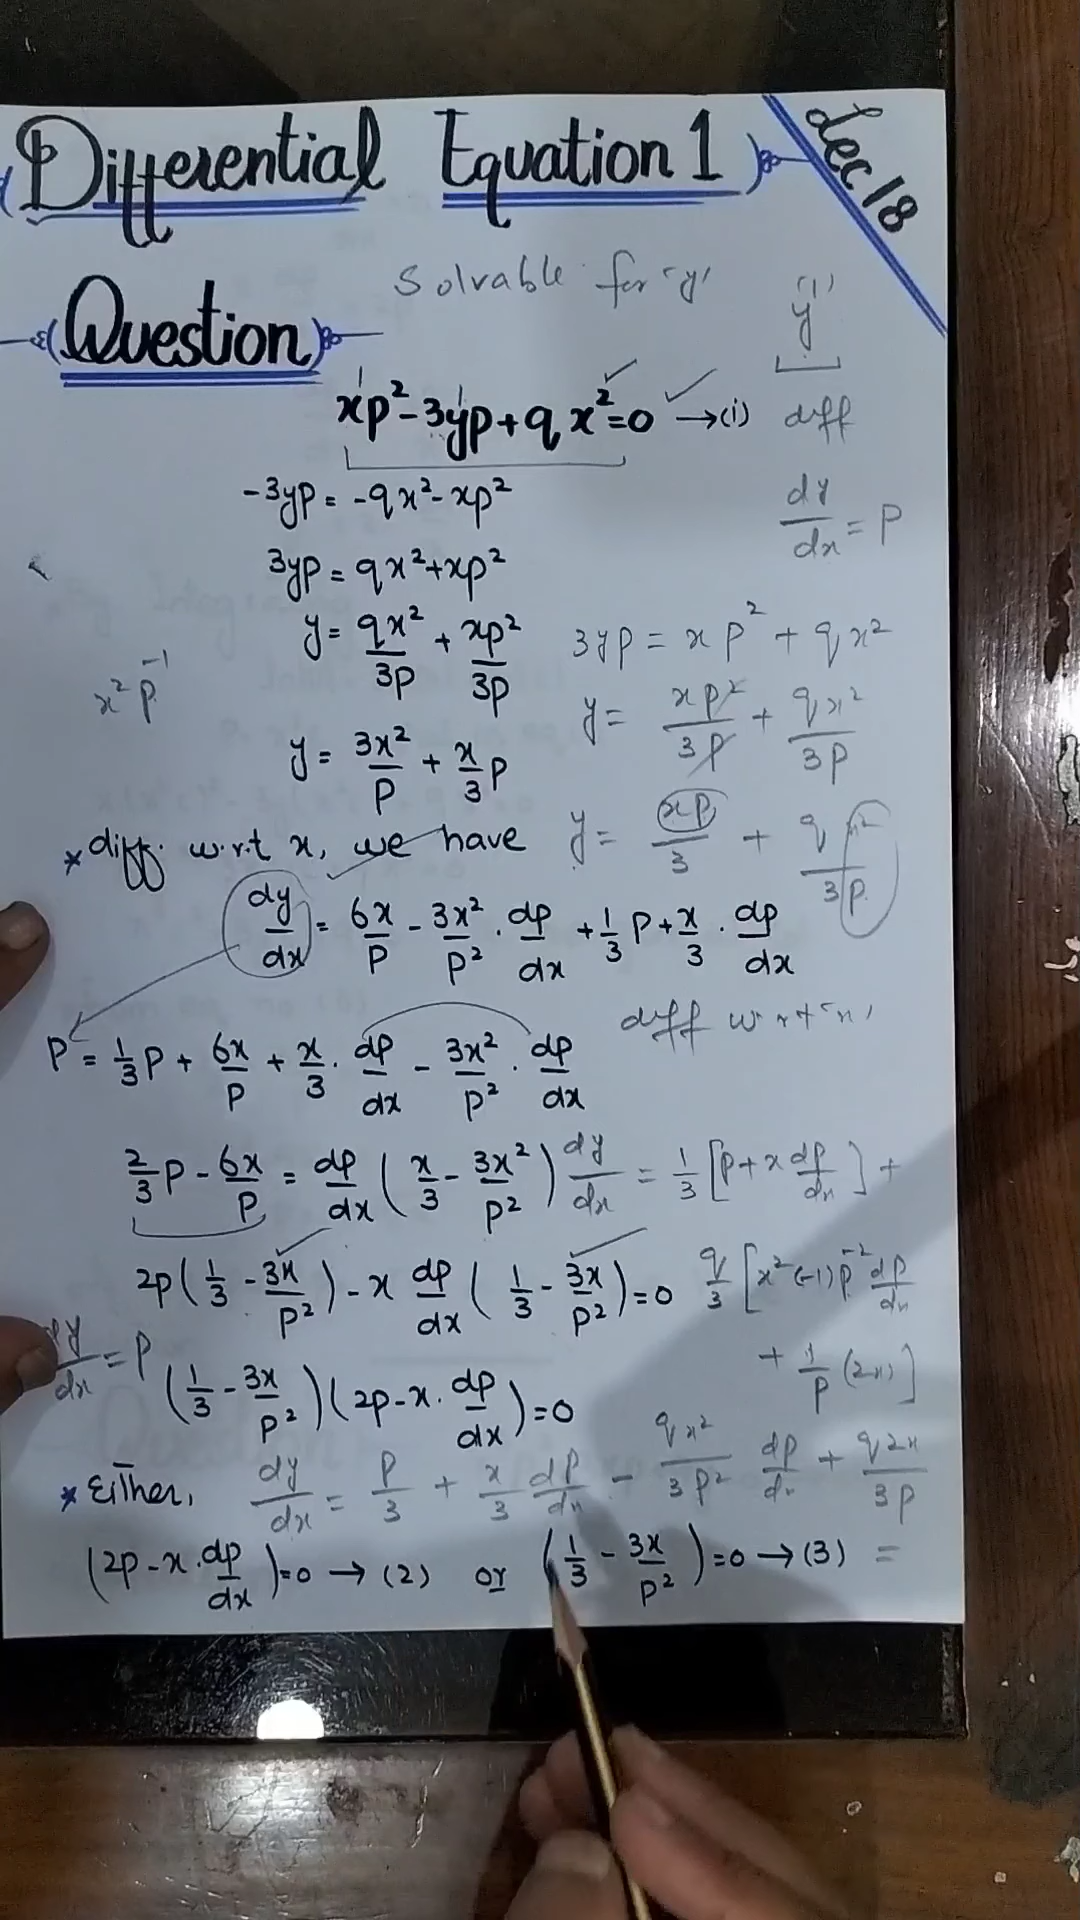 Differential Equation 1
Lec 18
Solvable for 'y'
Question
'y'
xp² - 3yp + 9x² = 0 → (i)
diff
-3yp = -9x² - xp²
dy/dx = P
3yp = 9x² + xp²
y = 9x²/3p + xp²/3p
3yp = xp² + 9x²
x² p⁻¹
y = xp²/3p + 9x²/3p
y = 3x²/p + x/3 p
y = xp/3 + 9x²/3p
* diff. w.r.t x, we have
dy/dx = 6x/p - 3x²/p² · dp/dx + 1/3 p + x/3 · dp/dx
diff w.r.t 'x'
P = 1/3 p + 6x/p + x/3 · dp/dx - 3x²/p² · dp/dx
2/3 p - 6x/p = dp/dx (x/3 - 3x²/p²)
dy/dx = 1/3 [p + x dp/dx] +
2p (1/3 - 3x/p²) - x dp/dx (1/3 - 3x/p²) = 0
9/3 [x² (-1) p⁻² dp/dx
+ 1/p (2x)]
dy/dx = P
(1/3 - 3x/p²) (2p - x · dp/dx) = 0
* Either,
dy/dx = P/3 + x/3 dp/dx - 9x²/3p² dp/dx + 92x/3p
(2p - x · dp/dx) = 0 → (2) or (1/3 - 3x/p²) = 0 → (3) =